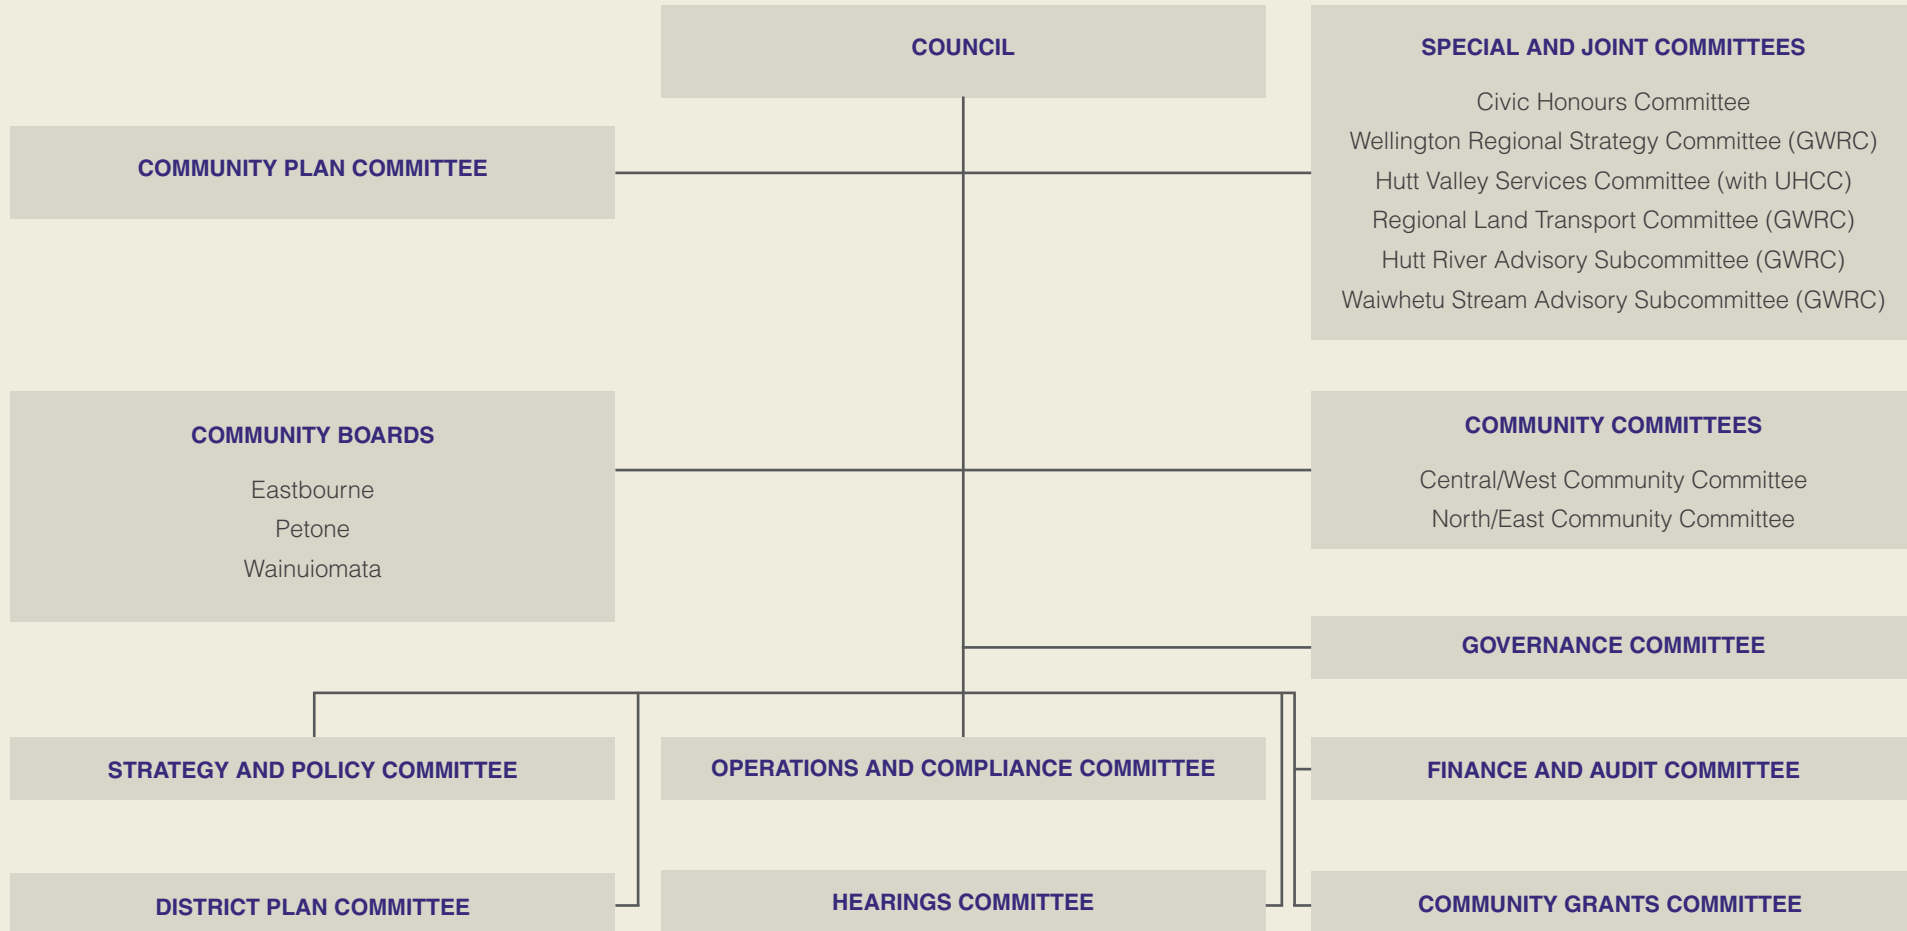 COUNCIL
SPECIAL AND JOINT COMMITTEES
Civic Honours Committee
Wellington Regional Strategy Committee (GWRC)
Hutt Valley Services Committee (with UHCC)
Regional Land Transport Committee (GWRC)
Hutt River Advisory Subcommittee (GWRC)
Waiwhetu Stream Advisory Subcommittee (GWRC)
COMMUNITY PLAN COMMITTEE
COMMUNITY BOARDS
Eastbourne
Petone
Wainuiomata
COMMUNITY COMMITTEES
Central/West Community Committee
North/East Community Committee
GOVERNANCE COMMITTEE
STRATEGY AND POLICY COMMITTEE
OPERATIONS AND COMPLIANCE COMMITTEE
FINANCE AND AUDIT COMMITTEE
DISTRICT PLAN COMMITTEE
HEARINGS COMMITTEE
COMMUNITY GRANTS COMMITTEE